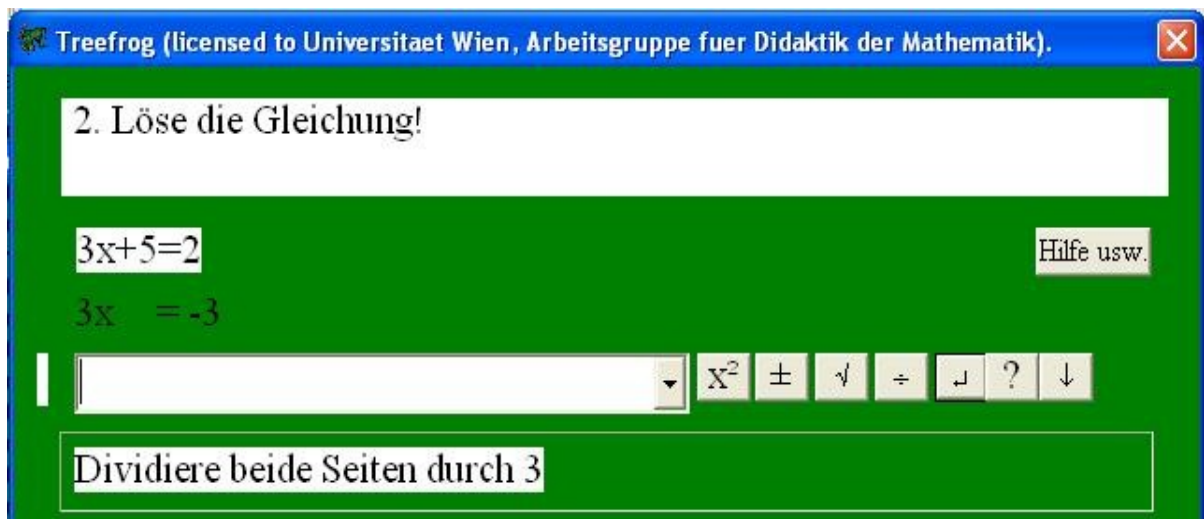 Treefrog (licensed to Universitaet Wien, Arbeitsgruppe fuer Didaktik der Mathematik).
2. Löse die Gleichung!
3x+5=2
Hilfe usw.
3x = -3
x² ± √ ÷ ↵ ? ↓
Dividiere beide Seiten durch 3